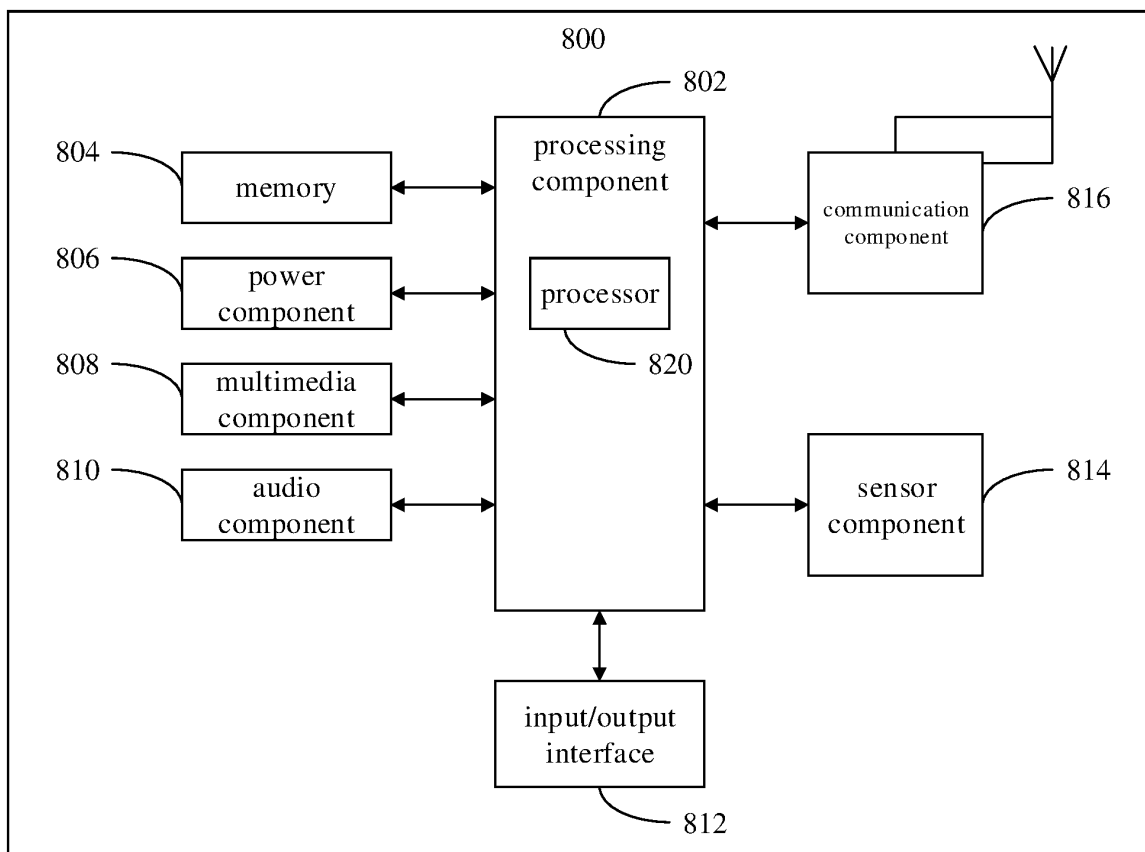 800
802
processing
component
804
memory
communication
component
816
806
power
component
processor
820
808
multimedia
component
810
audio
component
sensor
component
814
input/output
interface
812